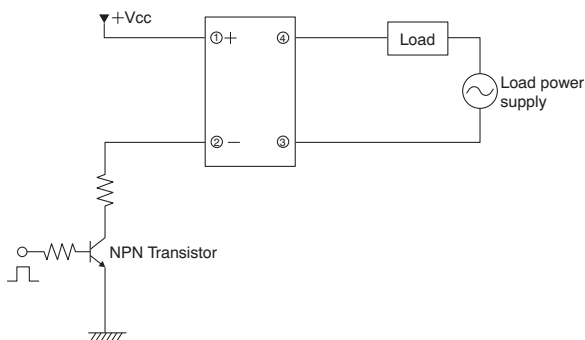 +Vcc
① + ④
Load
Load power
supply
② − ③
NPN Transistor